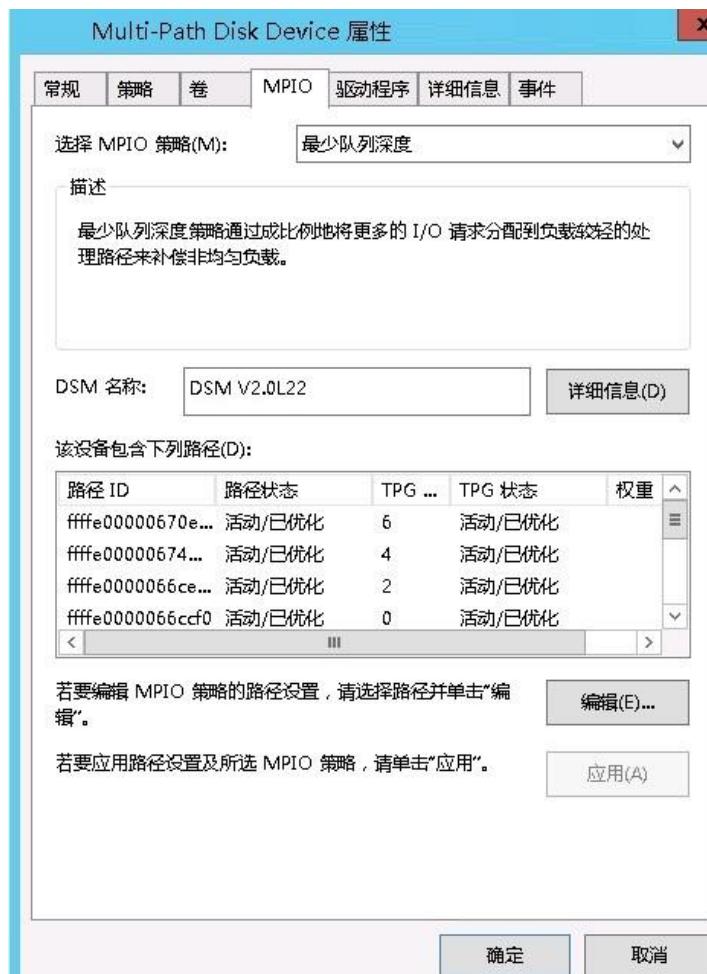 Multi-Path Disk Device 属性
x
常规 策略 卷 MPIO 驱动程序 详细信息 事件
选择 MPIO 策略(M): 最少队列深度
描述
最少队列深度策略通过成比例地将更多的 I/O 请求分配到负载较轻的处
理路径来补偿非均匀负载。
DSM 名称: DSM V2.0L22 详细信息(D)
该设备包含下列路径(D):
路径 ID 路径状态 TPG ... TPG 状态 权重
ffffe00000670e... 活动/已优化 6 活动/已优化
ffffe00000674... 活动/已优化 4 活动/已优化
ffffe0000066ce... 活动/已优化 2 活动/已优化
ffffe0000066ccf0 活动/已优化 0 活动/已优化
若要编辑 MPIO 策略的路径设置，请选择路径并单击“编
辑”。
编辑(E)...
若要应用路径设置及所选 MPIO 策略，请单击“应用”。
应用(A)
确定 取消